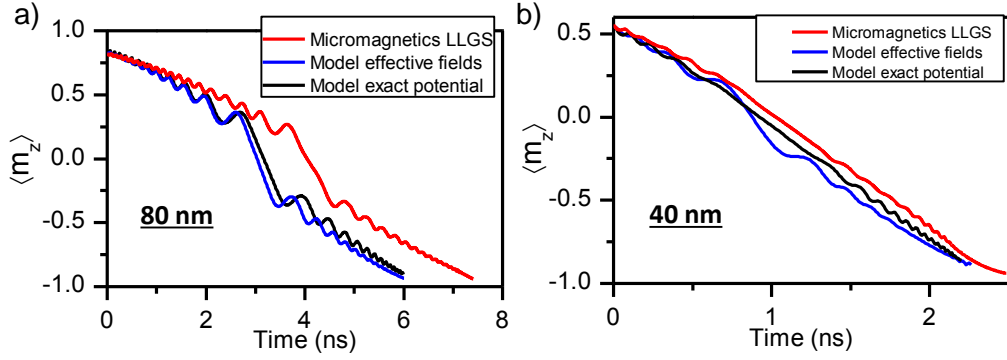 a)
Micromagnetics LLGS
Model effective fields
Model exact potential
1.0
0.5
0.0
-0.5
-1.0
⟨m_z⟩
80 nm
0 2 4 6 8
Time (ns)
b)
Micromagnetics LLGS
Model effective fields
Model exact potential
0.5
0.0
-0.5
-1.0
⟨m_z⟩
40 nm
0 1 2
Time (ns)